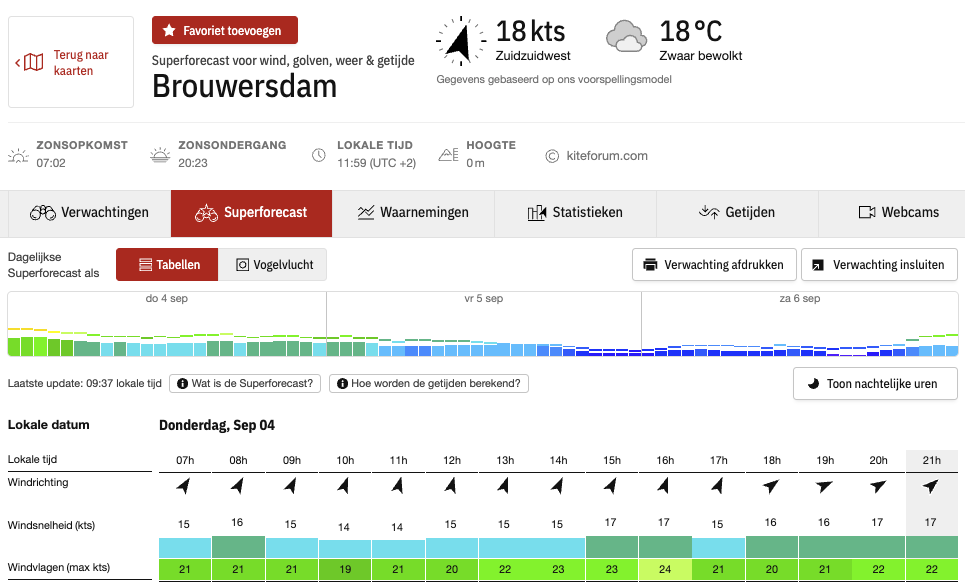 Terug naar
kaarten
Favoriet toevoegen
Superforecast voor wind, golven, weer & getijde
Brouwersdam
18 kts
Zuidzuidwest
18 °C
Zwaar bewolkt
Gegevens gebaseerd op ons voorspellingsmodel
ZONSOPKOMST
07:02
ZONSONDERGANG
20:23
LOKALE TIJD
11:59 (UTC +2)
HOOGTE
0 m
© kiteforum.com
Verwachtingen
Superforecast
Waarnemingen
Statistieken
Getijden
Webcams
Dagelijkse
Superforecast als
Tabellen
Vogelvlucht
Verwachting afdrukken
Verwachting insluiten
do 4 sep
vr 5 sep
za 6 sep
Laatste update: 09:37 lokale tijd
Wat is de Superforecast?
Hoe worden de getijden berekend?
Toon nachtelijke uren
Lokale datum
Donderdag, Sep 04
Lokale tijd 07h 08h 09h 10h 11h 12h 13h 14h 15h 16h 17h 18h 19h 20h 21h
Windrichting
Windsnelheid (kts) 15 16 15 14 14 15 15 15 17 17 15 16 16 17 17
Windvlagen (max kts) 21 21 21 19 21 20 22 23 23 24 21 20 21 22 22